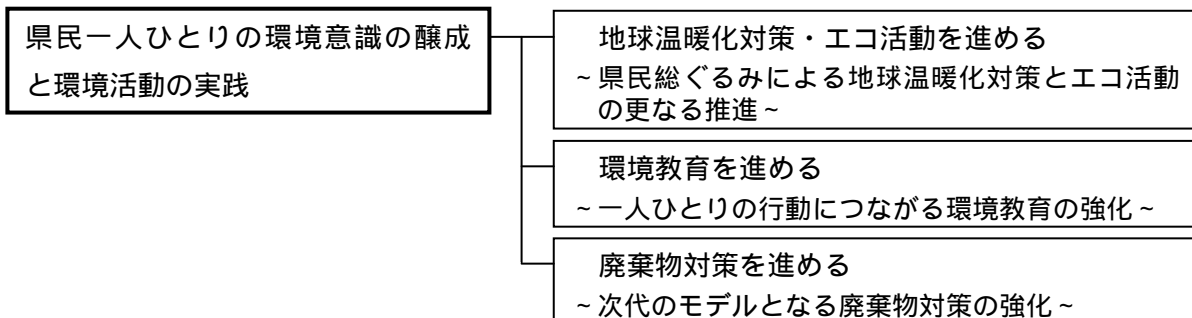 県民一人ひとりの環境意識の醸成
と環境活動の実践
地球温暖化対策・エコ活動を進める
~県民総ぐるみによる地球温暖化対策とエコ活動
の更なる推進~
環境教育を進める
~一人ひとりの行動につながる環境教育の強化~
廃棄物対策を進める
~次代のモデルとなる廃棄物対策の強化~